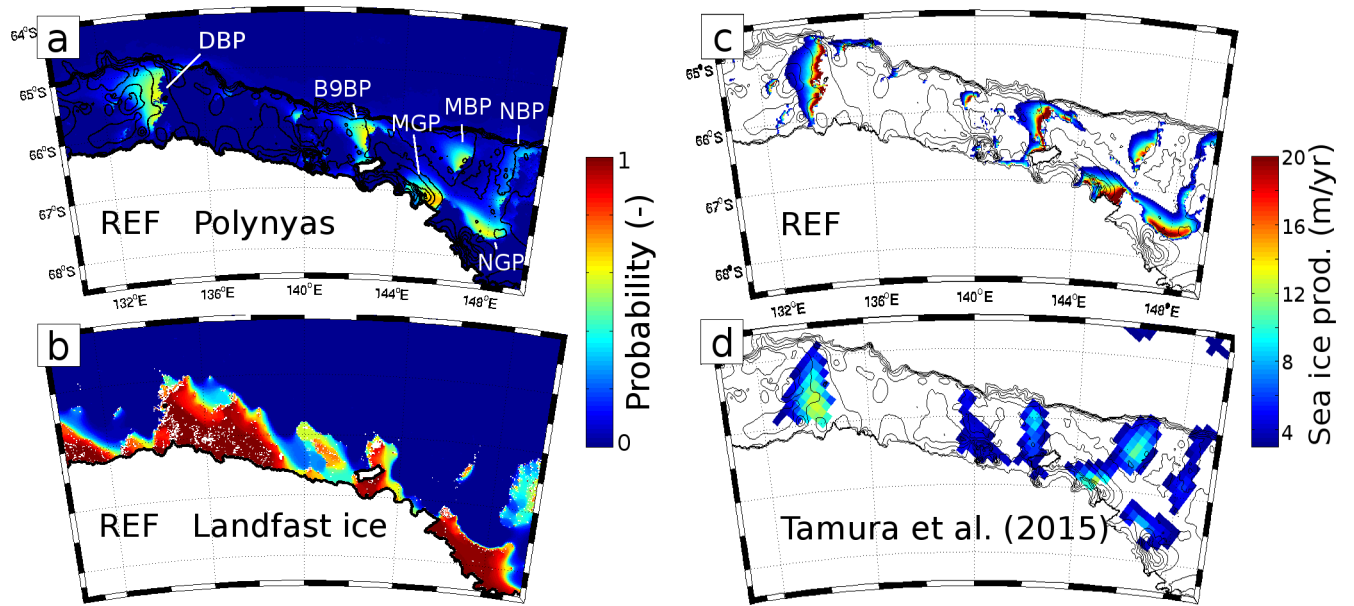 a
64°S
65°S
66°S
67°S
68°S
DBP
B9BP
MGP
MBP
NBP
NGP
REF Polynyas
132°E
136°E
140°E
144°E
148°E
b
REF Landfast ice
1
0
Probability (-)
c
65°S
66°S
67°S
68°S
REF
132°E
136°E
140°E
144°E
148°E
d
Tamura et al. (2015)
20
16
12
8
4
Sea ice prod. (m/yr)